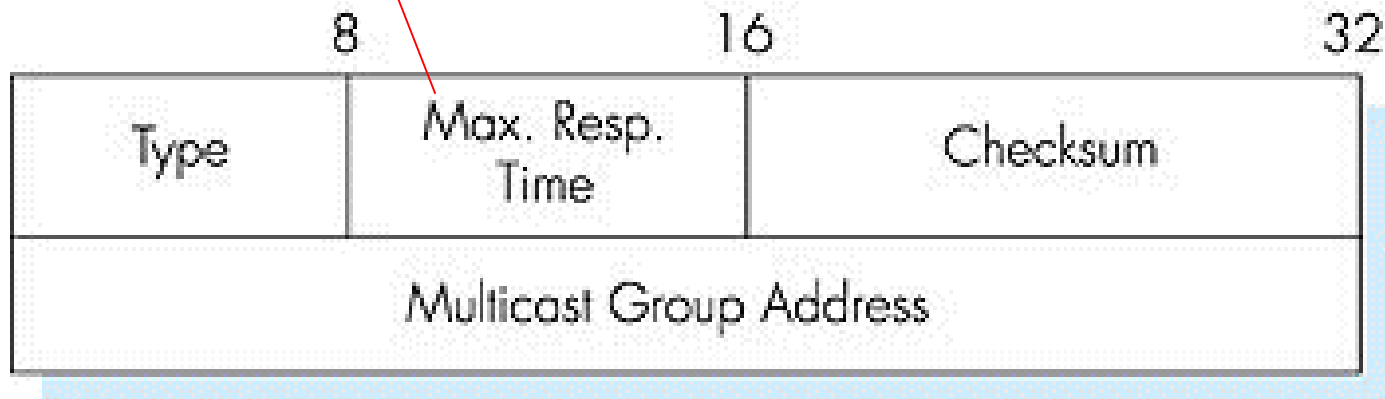 8 16 32
Type
Max. Resp.
Time
Checksum
Multicast Group Address